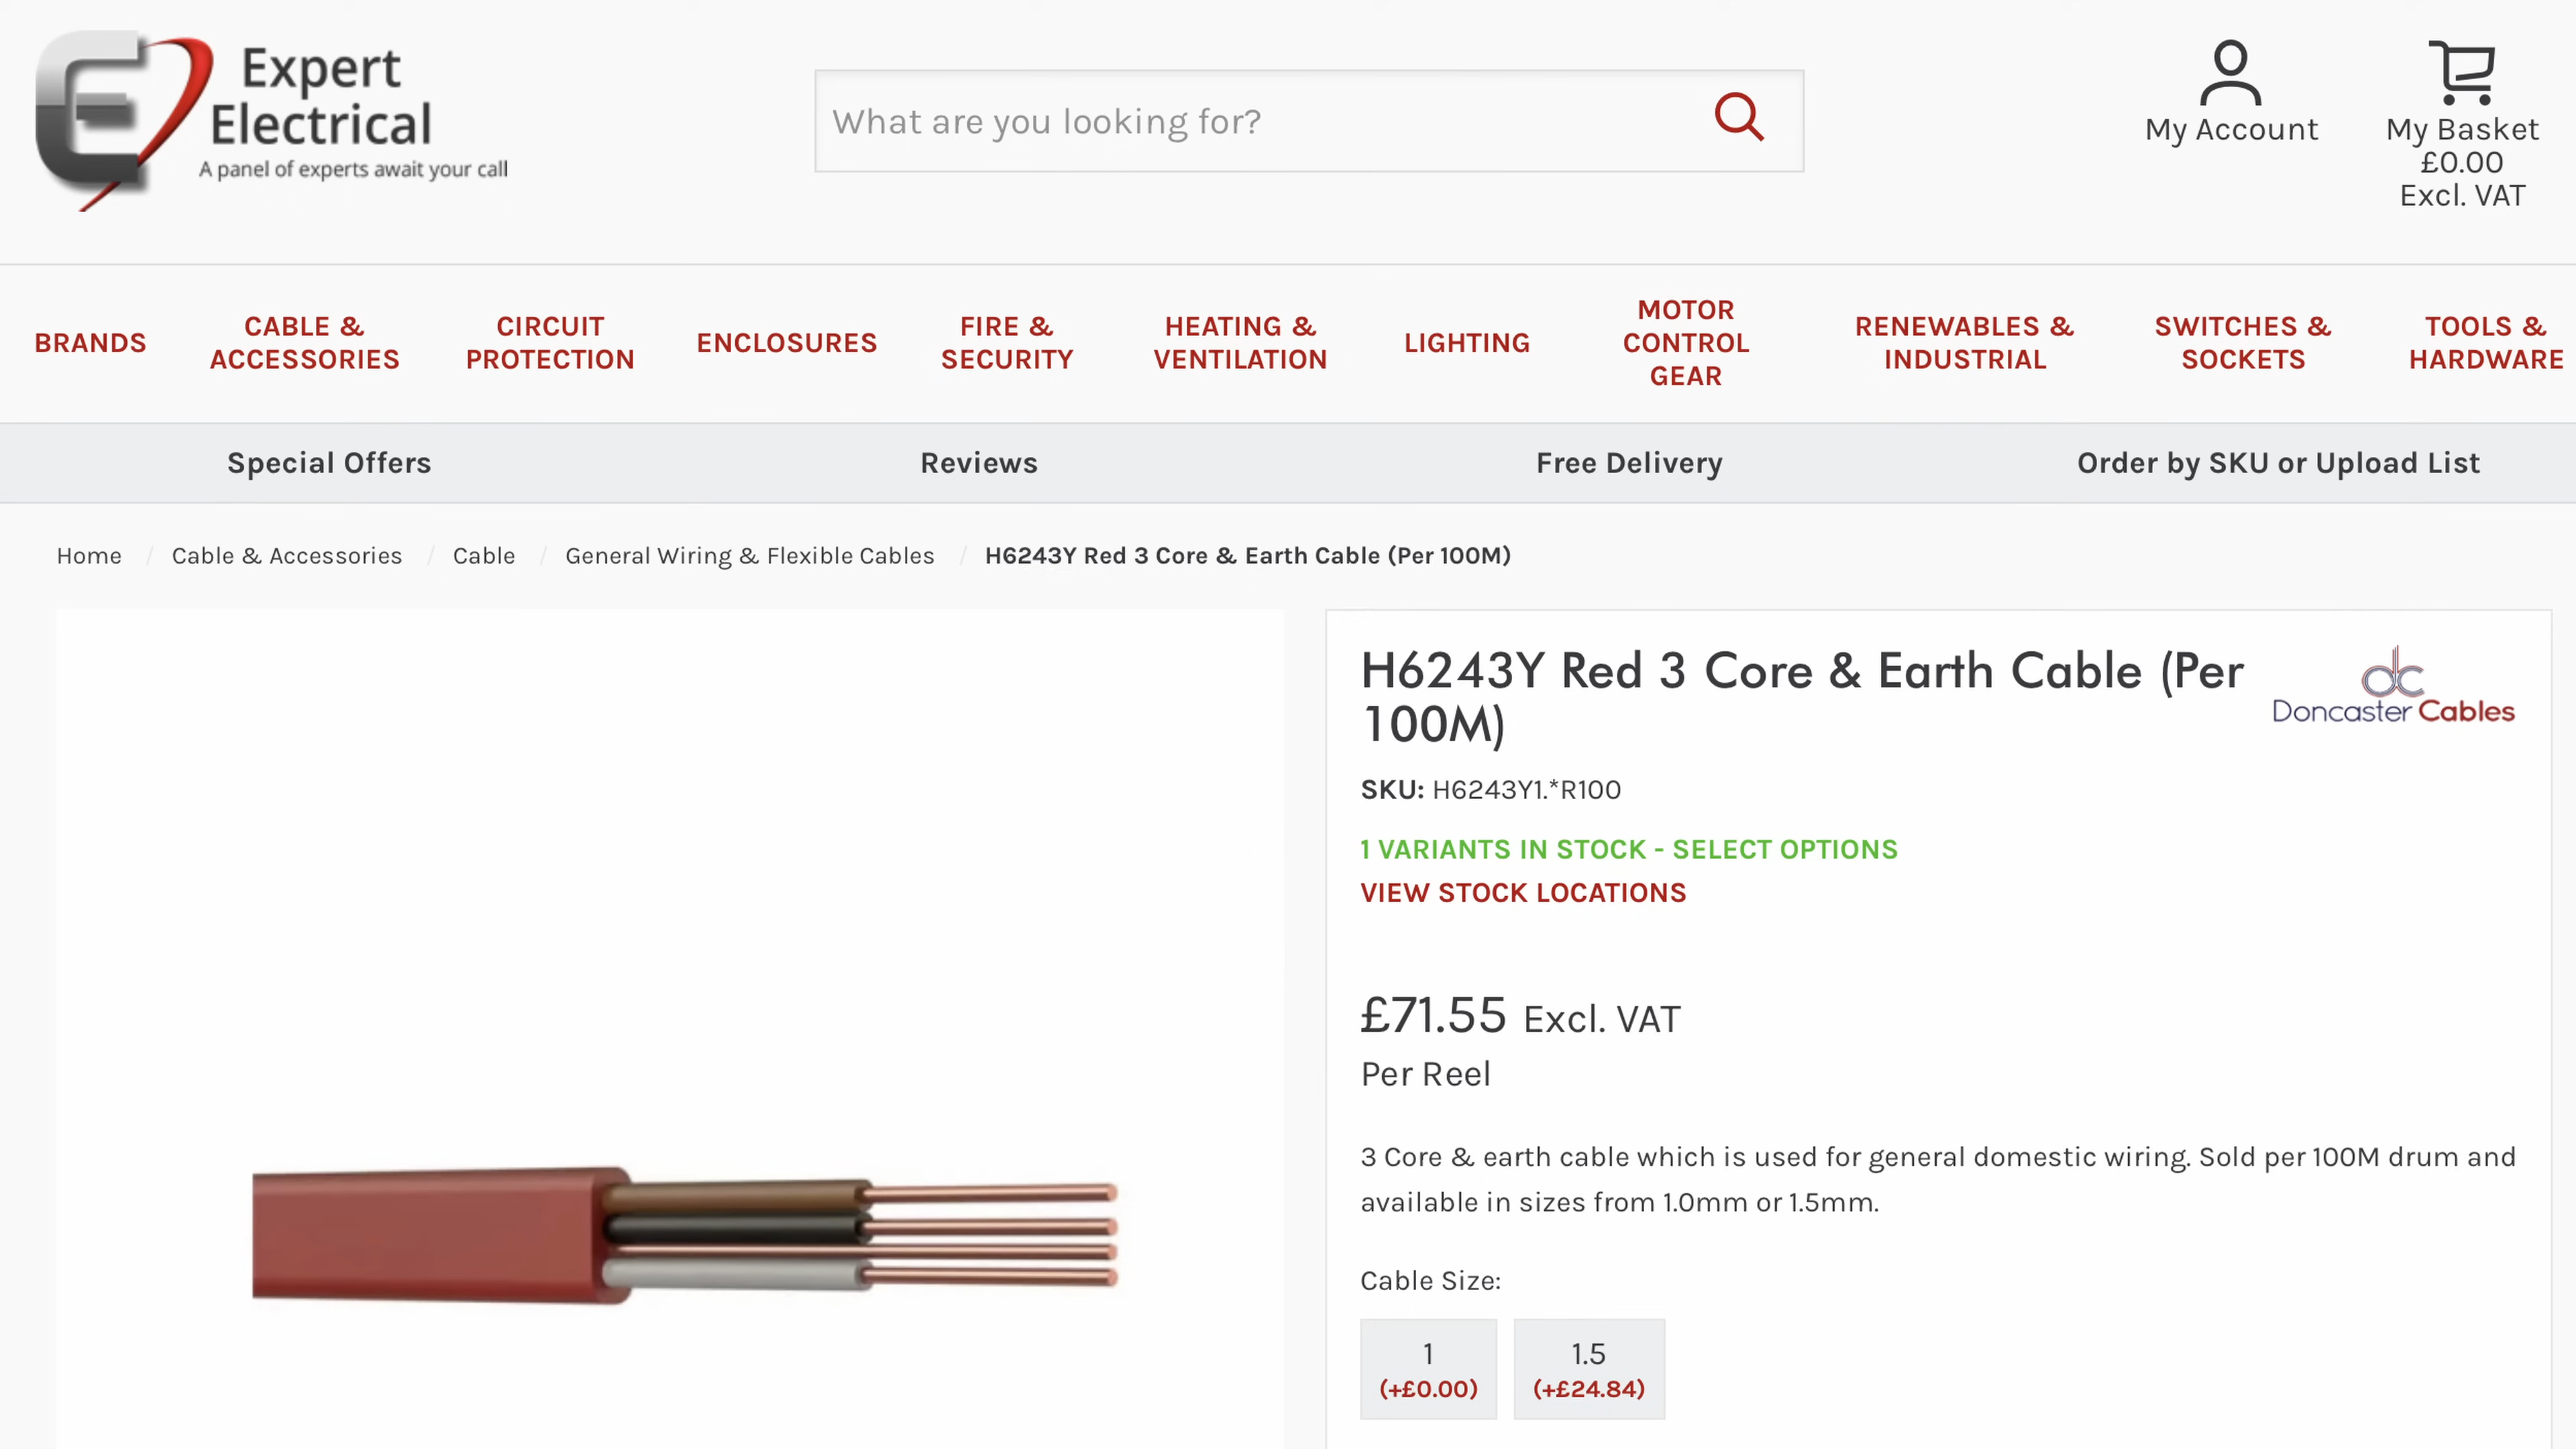 Expert
Electrical
A panel of experts await your call
What are you looking for?
My Account
My Basket
£0.00
Excl. VAT
BRANDS
CABLE &
ACCESSORIES
CIRCUIT
PROTECTION
ENCLOSURES
FIRE &
SECURITY
HEATING &
VENTILATION
LIGHTING
MOTOR
CONTROL
GEAR
RENEWABLES &
INDUSTRIAL
SWITCHES &
SOCKETS
TOOLS &
HARDWARE
Special Offers
Reviews
Free Delivery
Order by SKU or Upload List
Home / Cable & Accessories / Cable / General Wiring & Flexible Cables / H6243Y Red 3 Core & Earth Cable (Per 100M)
H6243Y Red 3 Core & Earth Cable (Per
100M)
dc
Doncaster Cables
SKU: H6243Y1.*R100
1 VARIANTS IN STOCK - SELECT OPTIONS
VIEW STOCK LOCATIONS
£71.55 Excl. VAT
Per Reel
3 Core & earth cable which is used for general domestic wiring. Sold per 100M drum and
available in sizes from 1.0mm or 1.5mm.
Cable Size:
1
(+£0.00)
1.5
(+£24.84)